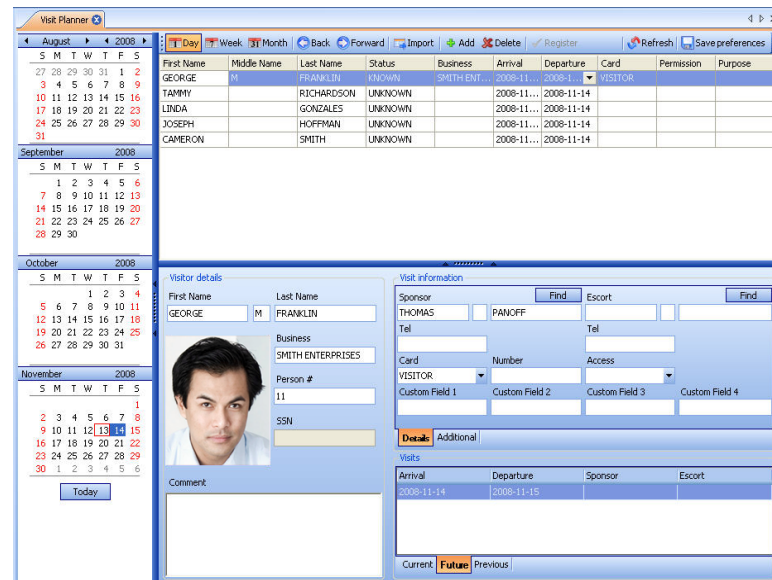 Visit Planner
August 2008
S M T W T F S
27 28 29 30 31 1 2
3 4 5 6 7 8 9
10 11 12 13 14 15 16
17 18 19 20 21 22 23
24 25 26 27 28 29 30
31
September 2008
S M T W T F S
1 2 3 4 5 6
7 8 9 10 11 12 13
14 15 16 17 18 19 20
21 22 23 24 25 26 27
28 29 30
October 2008
S M T W T F S
1 2 3 4
5 6 7 8 9 10 11
12 13 14 15 16 17 18
19 20 21 22 23 24 25
26 27 28 29 30 31
November 2008
S M T W T F S
1
2 3 4 5 6 7 8
9 10 11 12 13 14 15
16 17 18 19 20 21 22
23 24 25 26 27 28 29
30 1 2 3 4 5 6
Today
Day Week Month Back Forward Import Add Delete Register Refresh Save preferences
First Name Middle Name Last Name Status Business Arrival Departure Card Permission Purpose
GEORGE M FRANKLIN KNOWN SMITH ENT... 2008-11... 2008-1... VISITOR
TAMMY RICHARDSON UNKNOWN 2008-11... 2008-11-14
LINDA GONZALES UNKNOWN 2008-11... 2008-11-14
JOSEPH HOFFMAN UNKNOWN 2008-11... 2008-11-14
CAMERON SMITH UNKNOWN 2008-11... 2008-11-14
Visitor details
First Name Last Name
GEORGE M FRANKLIN
Business
SMITH ENTERPRISES
Person #
11
SSN
Comment
Visit information
Sponsor Find Escort Find
THOMAS PANOFF
Tel Tel
Card Number Access
VISITOR
Custom Field 1 Custom Field 2 Custom Field 3 Custom Field 4
Details Additional
Visits
Arrival Departure Sponsor Escort
2008-11-14 2008-11-15
Current Future Previous